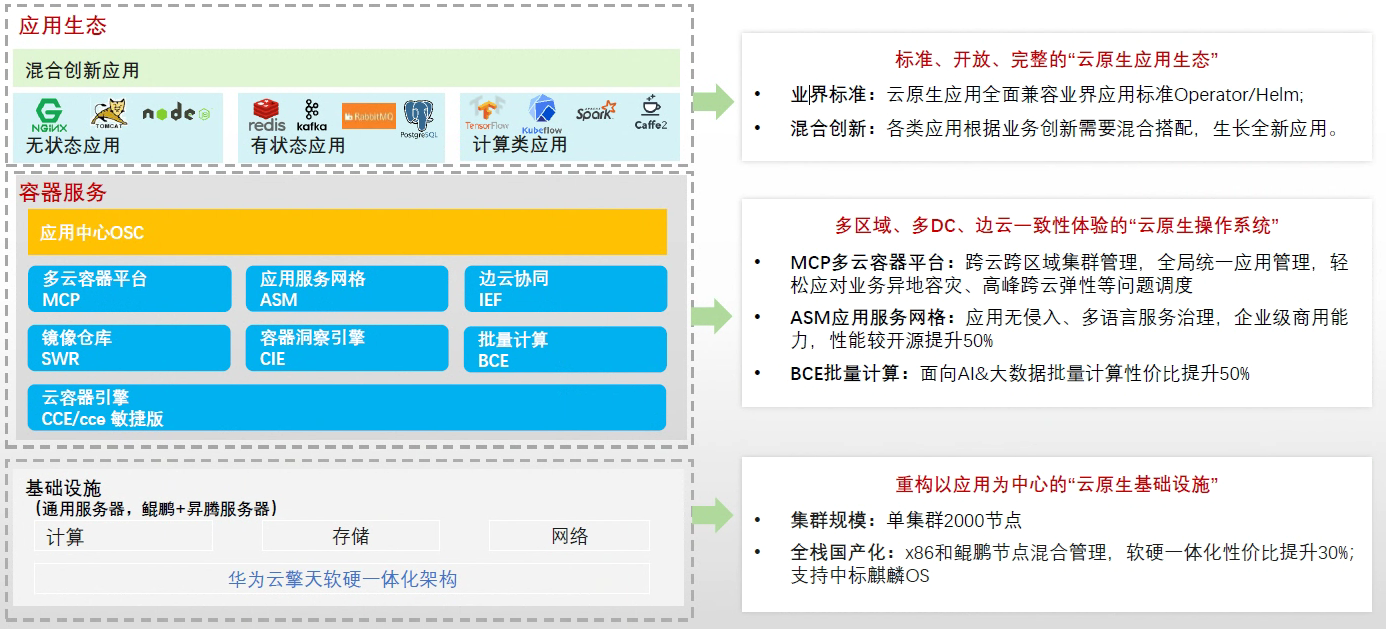 应用生态
混合创新应用
NGINX
TOMCAT
node
JS
无状态应用
redis
kafka
RabbitMQ
PostgreSQL
有状态应用
TensorFlow
Kubeflow
APACHE
Spark
Caffe2
计算类应用
标准、开放、完整的“云原生应用生态”
• 业界标准：云原生应用全面兼容业界应用标准Operator/Helm;
• 混合创新：各类应用根据业务创新需要混合搭配，生长全新应用。
容器服务
应用中心OSC
多云容器平台
MCP
应用服务网格
ASM
边云协同
IEF
镜像仓库
SWR
容器洞察引擎
CIE
批量计算
BCE
云容器引擎
CCE/cce 敏捷版
多区域、多DC、边云一致性体验的“云原生操作系统”
• MCP多云容器平台：跨云跨区域集群管理，全局统一应用管理，轻
松应对业务异地容灾、高峰跨云弹性等问题调度
• ASM应用服务网格：应用无侵入、多语言服务治理，企业级商用能
力，性能较开源提升50%
• BCE批量计算：面向AI&大数据批量计算性价比提升50%
基础设施
(通用服务器，鲲鹏+昇腾服务器)
计算
存储
网络
华为云擎天软硬一体化架构
重构以应用为中心的“云原生基础设施”
• 集群规模：单集群2000节点
• 全栈国产化：x86和鲲鹏节点混合管理，软硬一体化性价比提升30%;
支持中标麒麟OS